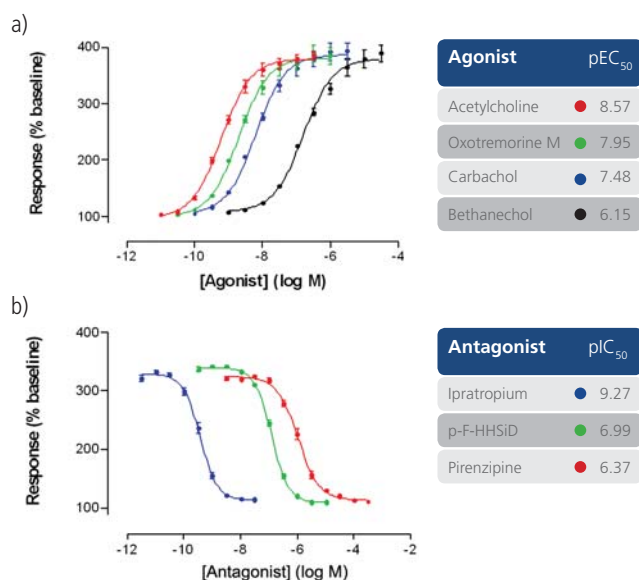 a)
400
300
200
100
Response (% baseline)
-12 -10 -8 -6 -4
[Agonist] (log M)
Agonist pEC50
Acetylcholine 8.57
Oxotremorine M 7.95
Carbachol 7.48
Bethanechol 6.15
b)
400
300
200
100
Response (% baseline)
-12 -10 -8 -6 -4 -2
[Antagonist] (log M)
Antagonist pIC50
Ipratropium 9.27
p-F-HHSiD 6.99
Pirenzipine 6.37